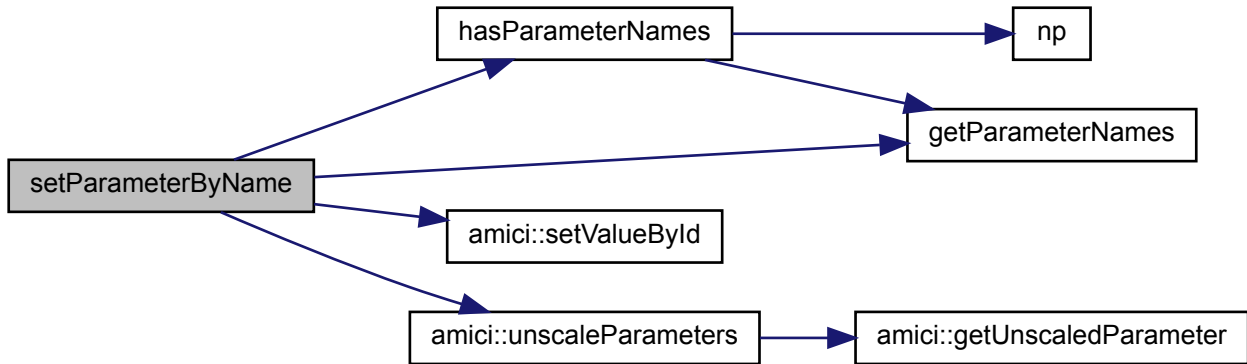 hasParameterNames
np
getParameterNames
setParameterByName
amici::setValueById
amici::unscaleParameters
amici::getUnscaledParameter